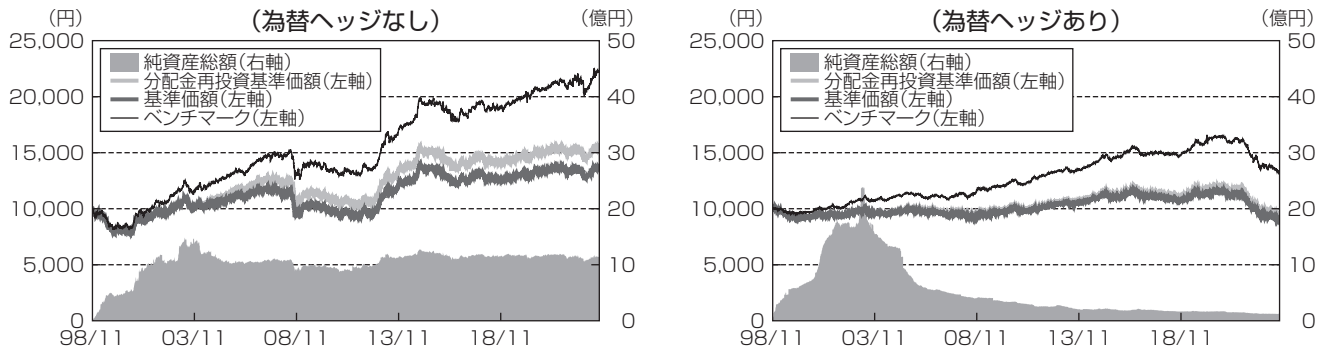 (為替ヘッジなし)
(円)
(億円)
25,000
20,000
15,000
10,000
5,000
0
50
40
30
20
10
0
純資産総額(右軸)
分配金再投資基準価額(左軸)
基準価額(左軸)
ベンチマーク(左軸)
98/11 03/11 08/11 13/11 18/11
(為替ヘッジあり)
(円)
(億円)
25,000
20,000
15,000
10,000
5,000
0
50
40
30
20
10
0
純資産総額(右軸)
分配金再投資基準価額(左軸)
基準価額(左軸)
ベンチマーク(左軸)
98/11 03/11 08/11 13/11 18/11